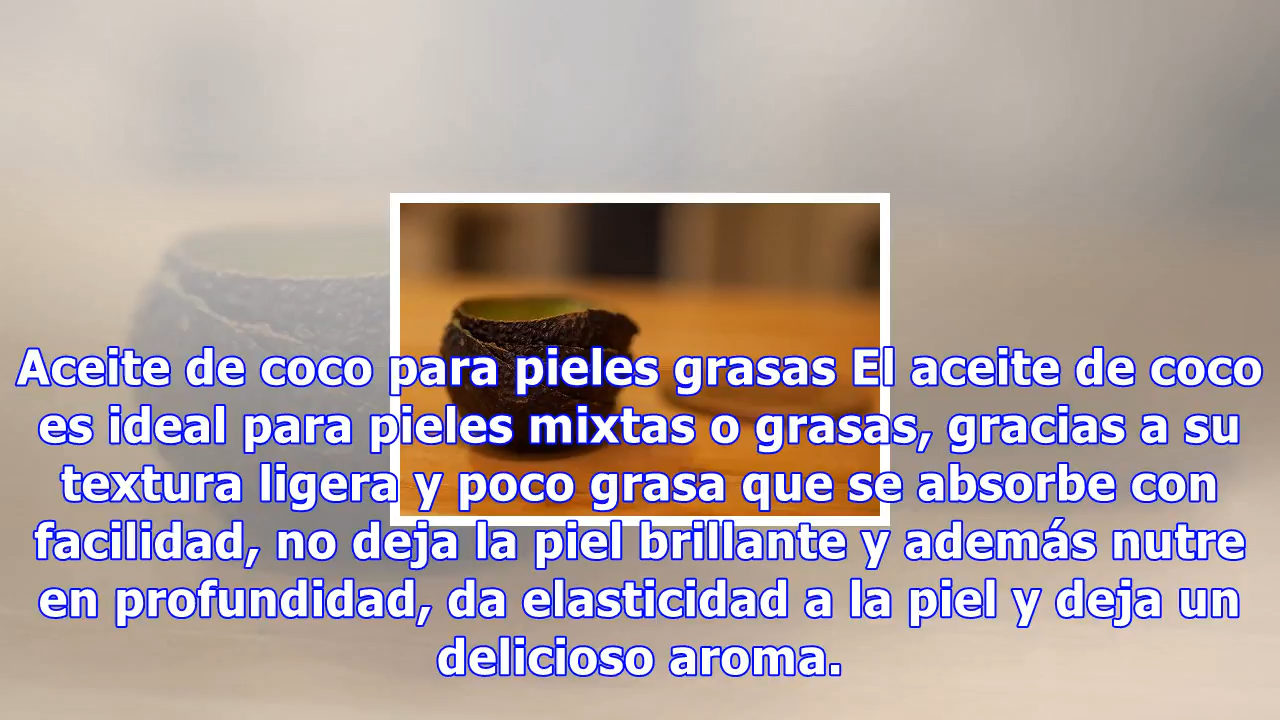 Aceite de coco para pieles grasas El aceite de coco
es ideal para pieles mixtas o grasas, gracias a su
textura ligera y poco grasa que se absorbe con
facilidad, no deja la piel brillante y además nutre
en profundidad, da elasticidad a la piel y deja un
delicioso aroma.